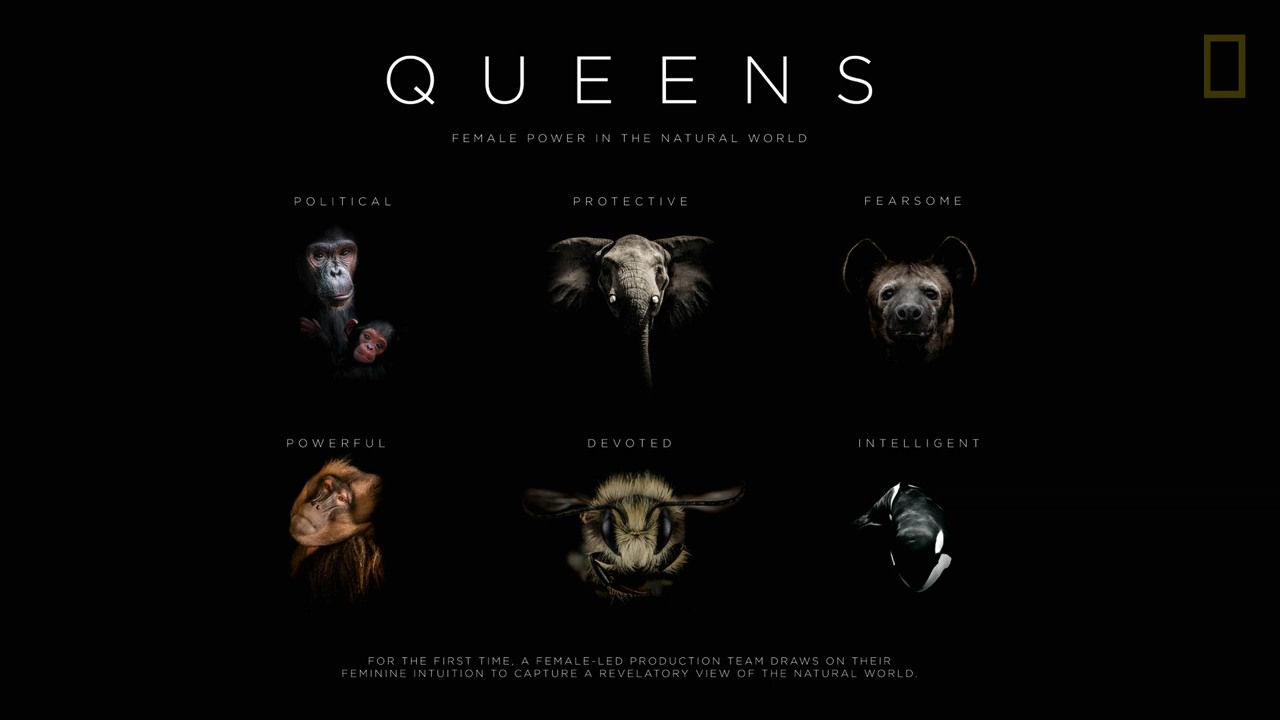 QUEENS
FEMALE POWER IN THE NATURAL WORLD
POLITICAL
PROTECTIVE
FEARSOME
POWERFUL
DEVOTED
INTELLIGENT
FOR THE FIRST TIME, A FEMALE-LED PRODUCTION TEAM DRAWS ON THEIR
FEMININE INTUITION TO CAPTURE A REVELATORY VIEW OF THE NATURAL WORLD.